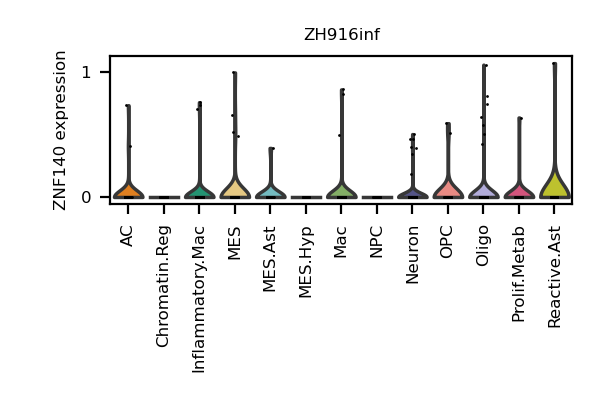 ZH916inf
ZNF140 expression
1
0
AC
Chromatin.Reg
Inflammatory.Mac
MES
MES.Ast
MES.Hyp
Mac
NPC
Neuron
OPC
Oligo
Prolif.Metab
Reactive.Ast